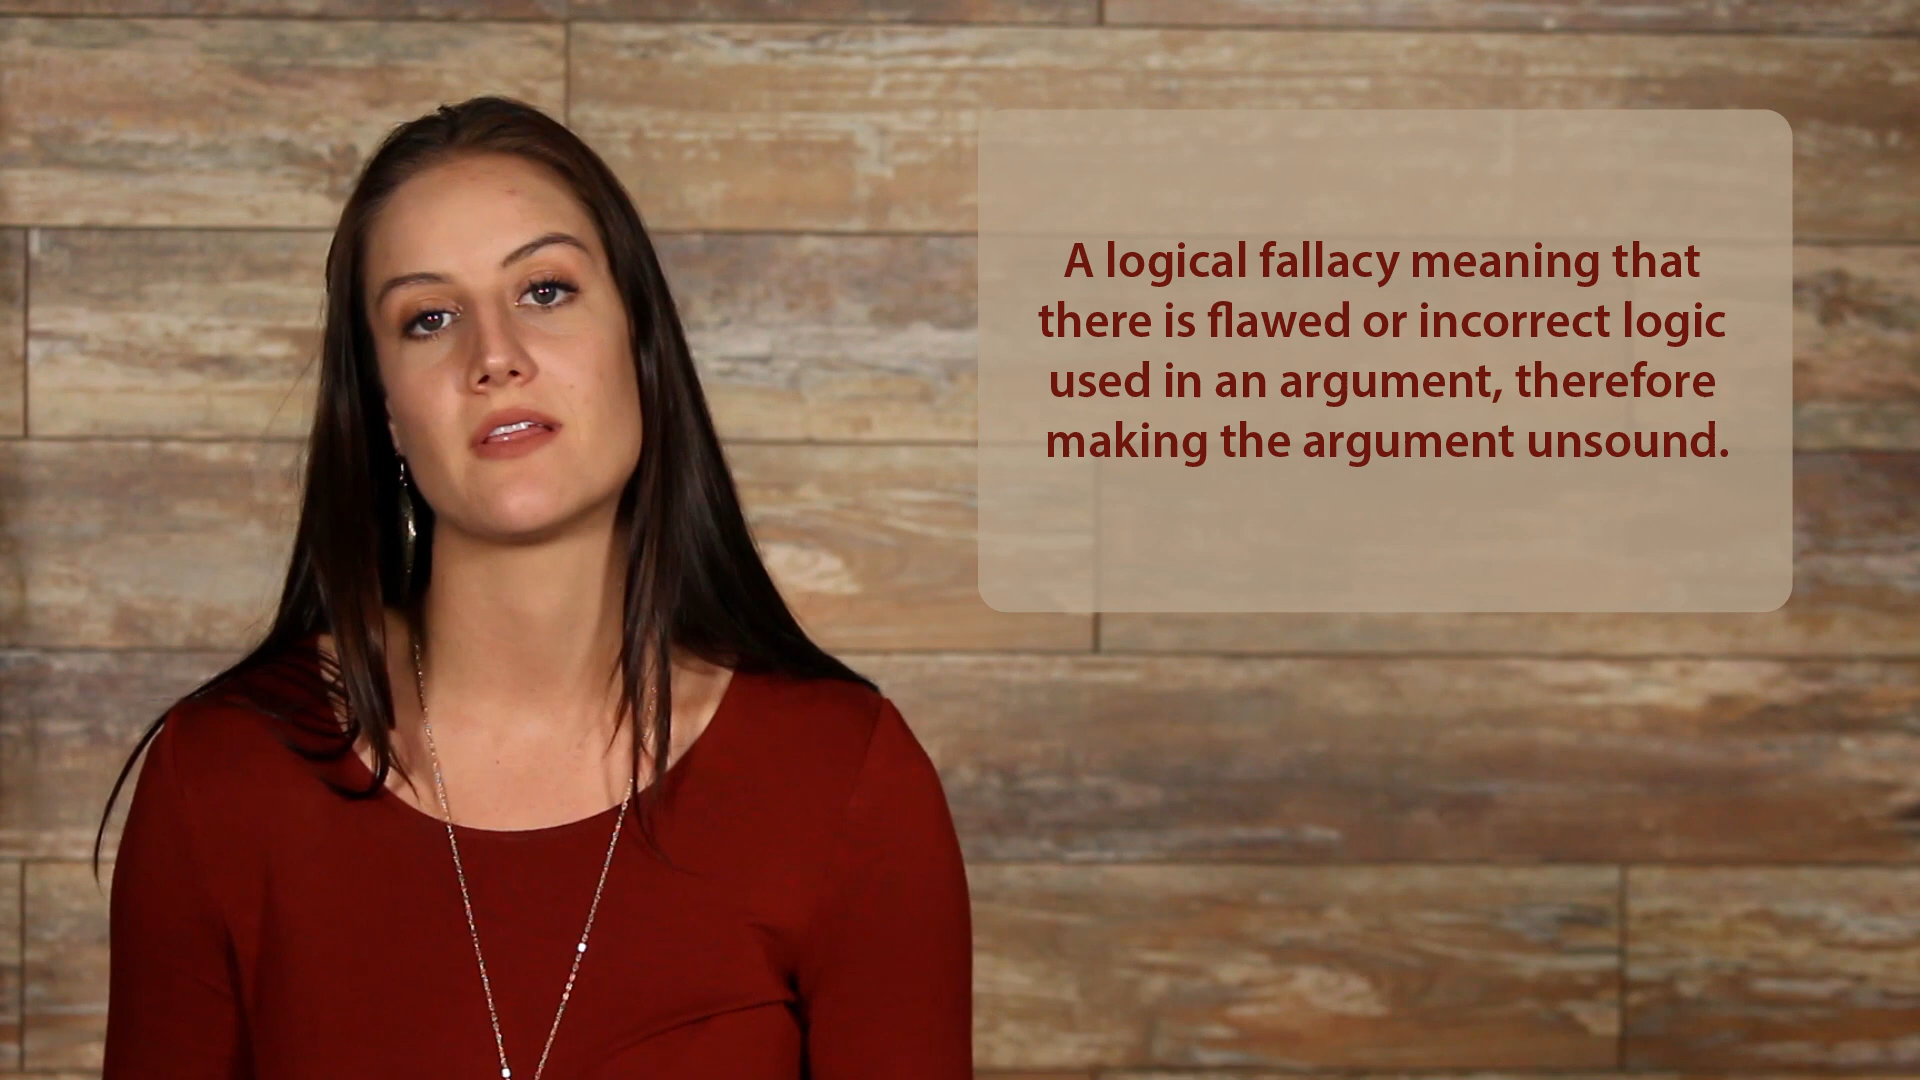 A logical fallacy meaning that
there is flawed or incorrect logic
used in an argument, therefore
making the argument unsound.